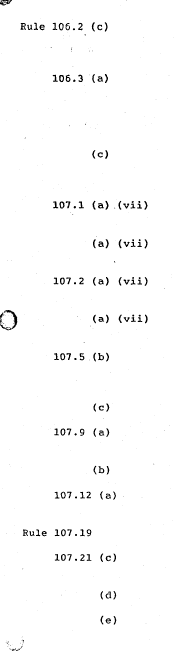 Rule 106.2 (c)
106.3 (a)
(c)
107.1 (a) (vii)
(a) (vii)
107.2 (a) (vii)
(a) (vii)
107.5 (b)
(c)
107.9 (a)
(b)
107.12 (a)
Rule 107.19
107.21 (c)
(d)
(e)